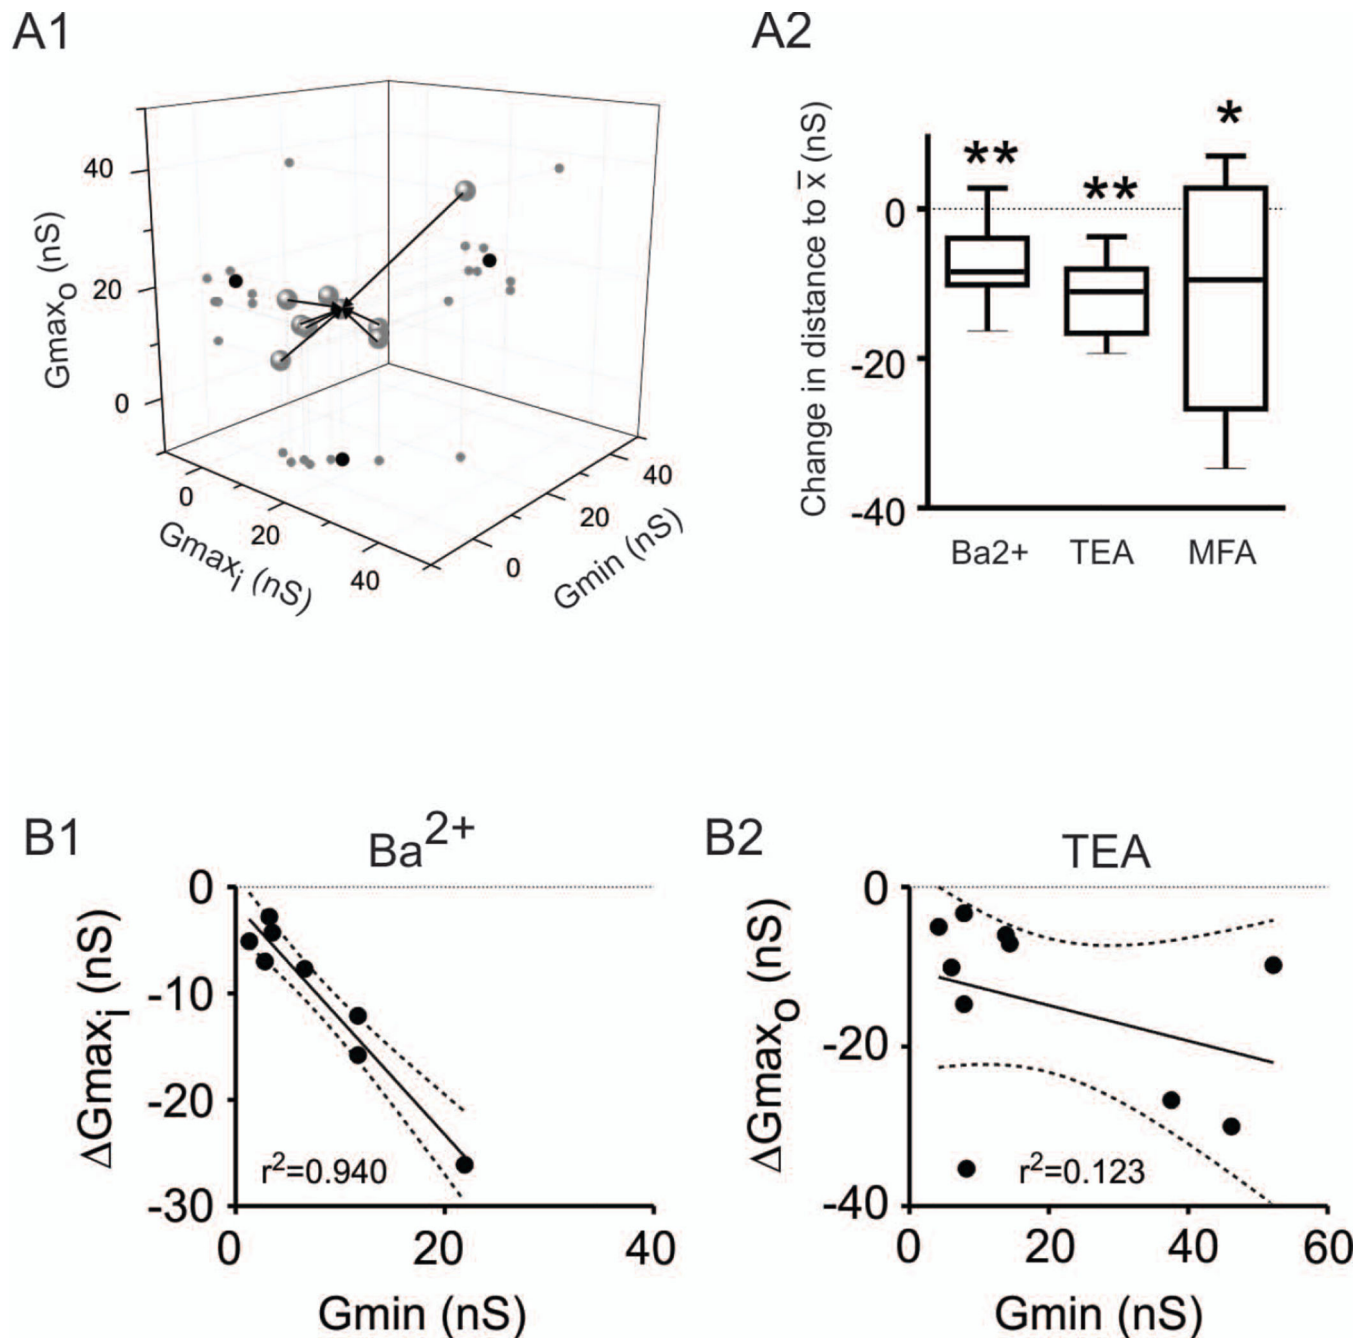 A1
Gmaxo (nS)
40
20
0
0
20
40
Gmaxi (nS)
0
20
40
Gmin (nS)
A2
Change in distance to x̄ (nS)
0
-20
-40
**
**
*
Ba2+
TEA
MFA
B1
Ba2+
ΔGmaxi (nS)
0
-10
-20
-30
r2=0.940
0
20
40
Gmin (nS)
B2
TEA
ΔGmaxo (nS)
0
-20
-40
r2=0.123
0
20
40
60
Gmin (nS)